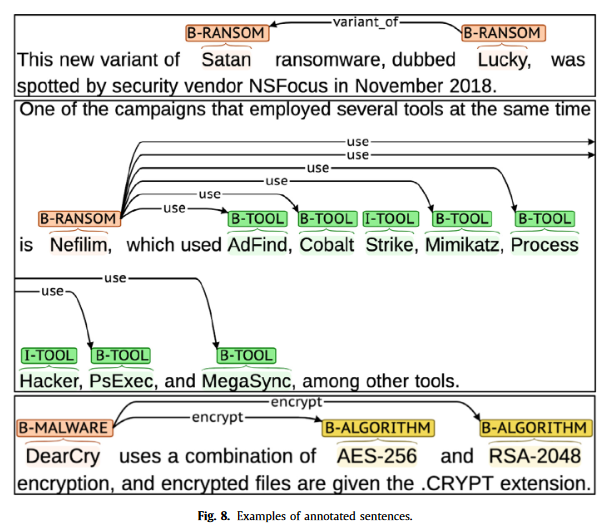 B-RANSOM variant_of B-RANSOM
This new variant of Satan ransomware, dubbed Lucky, was
spotted by security vendor NSFocus in November 2018.
One of the campaigns that employed several tools at the same time
use
use
use
use
use
use
B-RANSOM B-TOOL B-TOOL I-TOOL B-TOOL B-TOOL
is Nefilim, which used AdFind, Cobalt Strike, Mimikatz, Process
use
use
I-TOOL B-TOOL B-TOOL
Hacker, PsExec, and MegaSync, among other tools.
encrypt
encrypt
B-MALWARE B-ALGORITHM B-ALGORITHM
DearCry uses a combination of AES-256 and RSA-2048
encryption, and encrypted files are given the .CRYPT extension.
Fig. 8. Examples of annotated sentences.